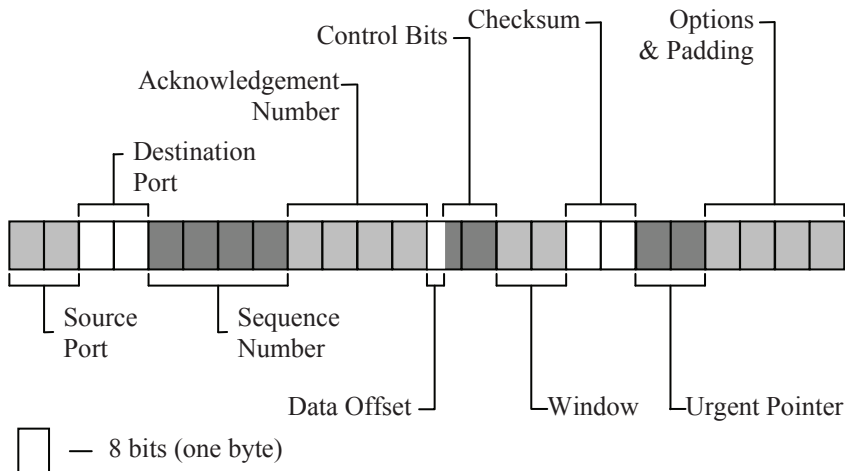 Control Bits
Checksum
Options
& Padding
Acknowledgement
Number
Destination
Port
Source
Port
Sequence
Number
Data Offset
Window
Urgent Pointer
— 8 bits (one byte)